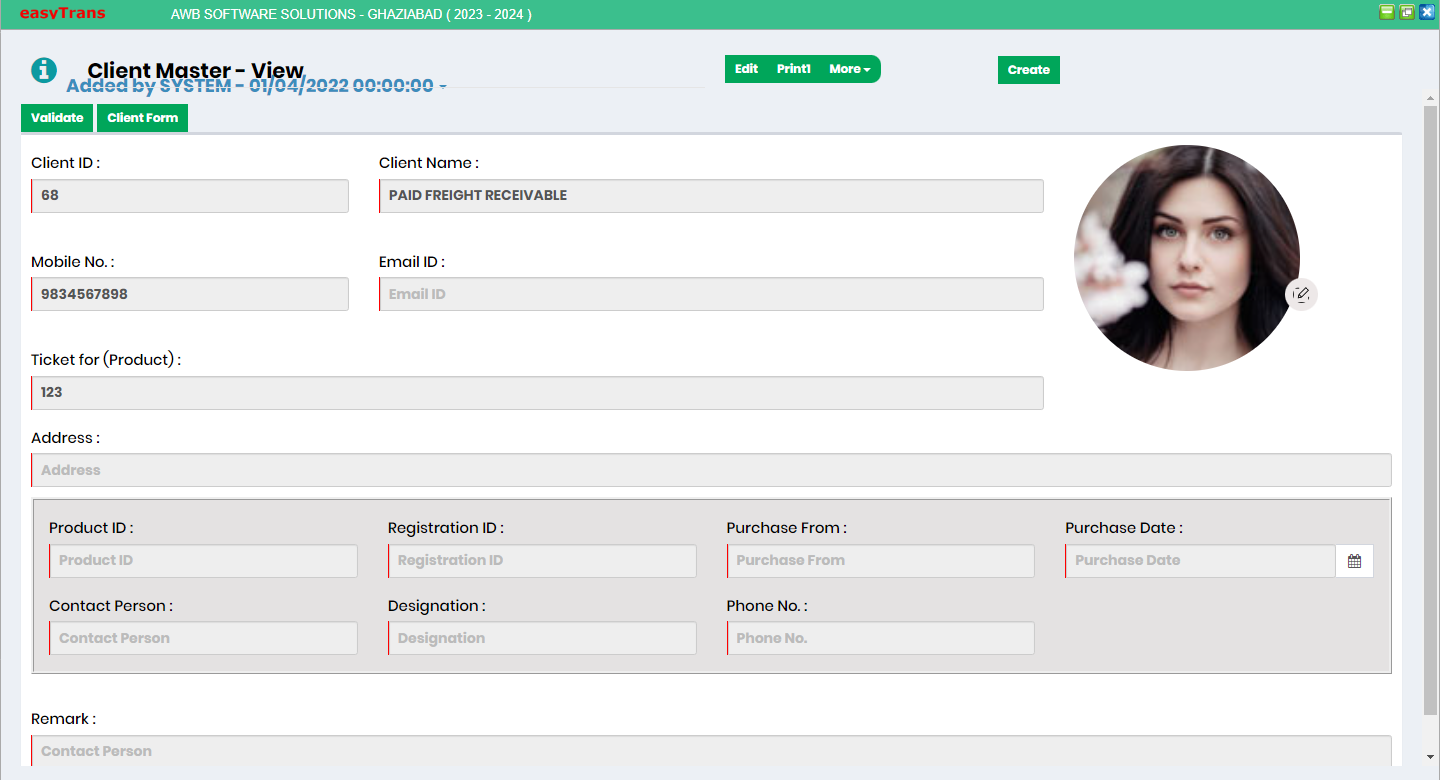 easyTrans AWB SOFTWARE SOLUTIONS - GHAZIABAD ( 2023 - 2024 )
Client Master - View Edit Print1 More Create
Added by SYSTEM - 01/04/2022 00:00:00 -
Validate Client Form
Client ID : Client Name :
68 PAID FREIGHT RECEIVABLE
Mobile No. : Email ID :
9834567898 Email ID
Ticket for (Product) :
123
Address :
Address
Product ID : Registration ID : Purchase From : Purchase Date :
Product ID Registration ID Purchase From Purchase Date
Contact Person : Designation : Phone No. :
Contact Person Designation Phone No.
Remark :
Contact Person